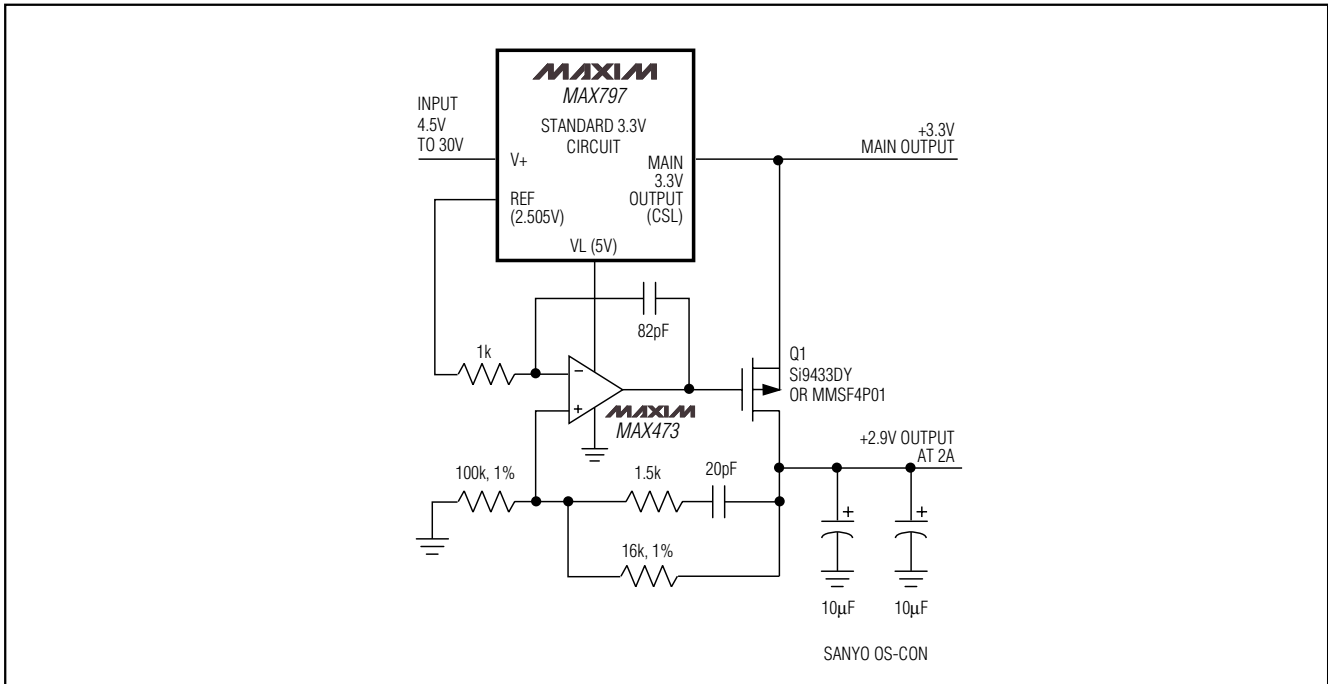 MAXIM
MAX797
STANDARD 3.3V
CIRCUIT
INPUT
4.5V
TO 30V
V+
REF
(2.505V)
MAIN
3.3V
OUTPUT
(CSL)
VL (5V)
+3.3V
MAIN OUTPUT
82pF
1k
−
+
MAXIM
MAX473
Q1
Si9433DY
OR MMSF4P01
+2.9V OUTPUT
AT 2A
100k, 1%
1.5k
20pF
16k, 1%
+
+
10µF
10µF
SANYO OS-CON